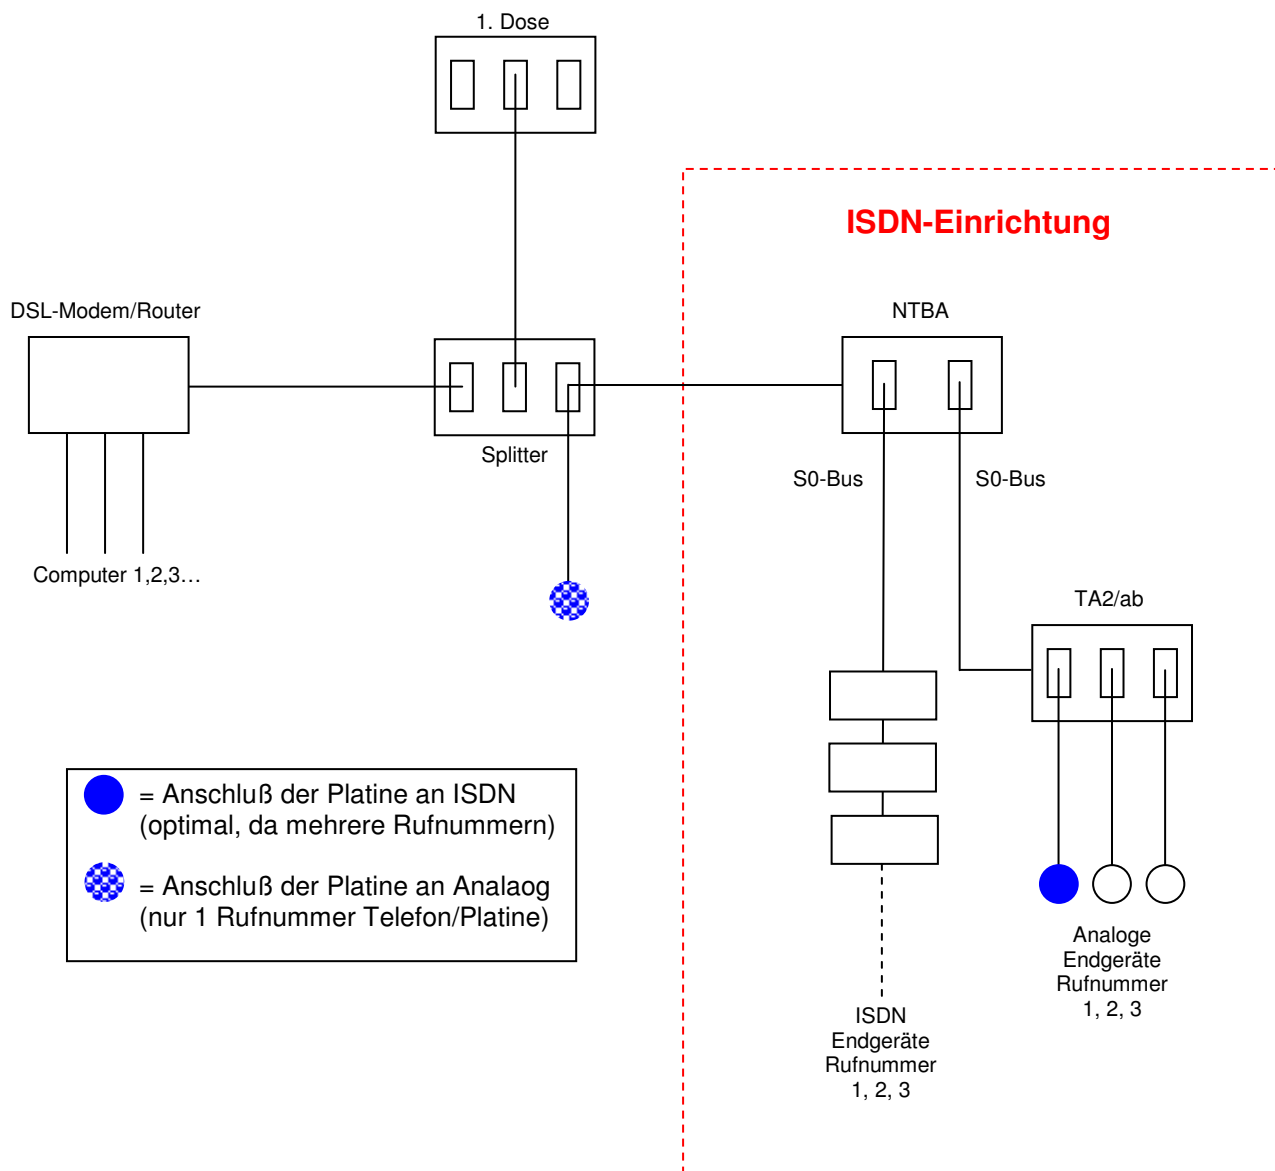 1. Dose
ISDN-Einrichtung
DSL-Modem/Router
NTBA
Splitter
S0-Bus
S0-Bus
Computer 1,2,3…
TA2/ab
= Anschluß der Platine an ISDN
(optimal, da mehrere Rufnummern)
= Anschluß der Platine an Analaog
(nur 1 Rufnummer Telefon/Platine)
Analoge
Endgeräte
Rufnummer
1, 2, 3
ISDN
Endgeräte
Rufnummer
1, 2, 3